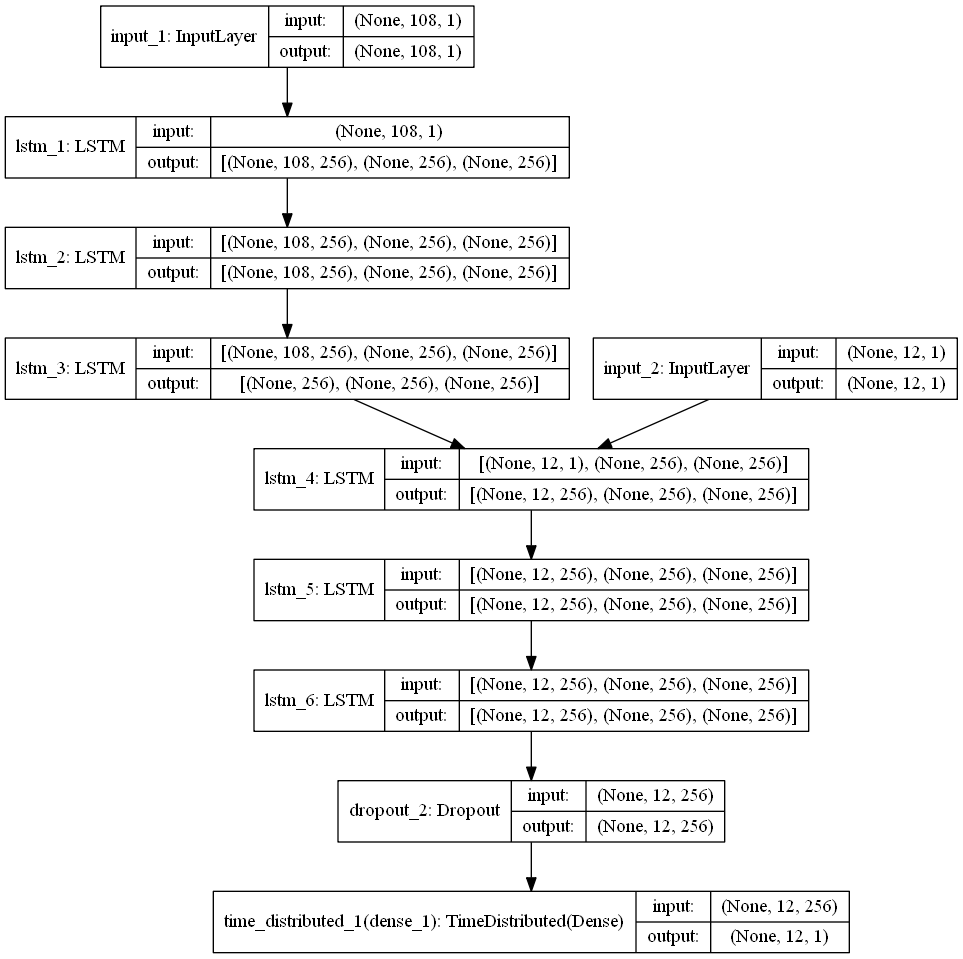 input_1: InputLayer
input: (None, 108, 1)
output: (None, 108, 1)
lstm_1: LSTM
input: (None, 108, 1)
output: [(None, 108, 256), (None, 256), (None, 256)]
lstm_2: LSTM
input: [(None, 108, 256), (None, 256), (None, 256)]
output: [(None, 108, 256), (None, 256), (None, 256)]
lstm_3: LSTM
input: [(None, 108, 256), (None, 256), (None, 256)]
output: [(None, 256), (None, 256), (None, 256)]
input_2: InputLayer
input: (None, 12, 1)
output: (None, 12, 1)
lstm_4: LSTM
input: [(None, 12, 1), (None, 256), (None, 256)]
output: [(None, 12, 256), (None, 256), (None, 256)]
lstm_5: LSTM
input: [(None, 12, 256), (None, 256), (None, 256)]
output: [(None, 12, 256), (None, 256), (None, 256)]
lstm_6: LSTM
input: [(None, 12, 256), (None, 256), (None, 256)]
output: [(None, 12, 256), (None, 256), (None, 256)]
dropout_2: Dropout
input: (None, 12, 256)
output: (None, 12, 256)
time_distributed_1(dense_1): TimeDistributed(Dense)
input: (None, 12, 256)
output: (None, 12, 1)